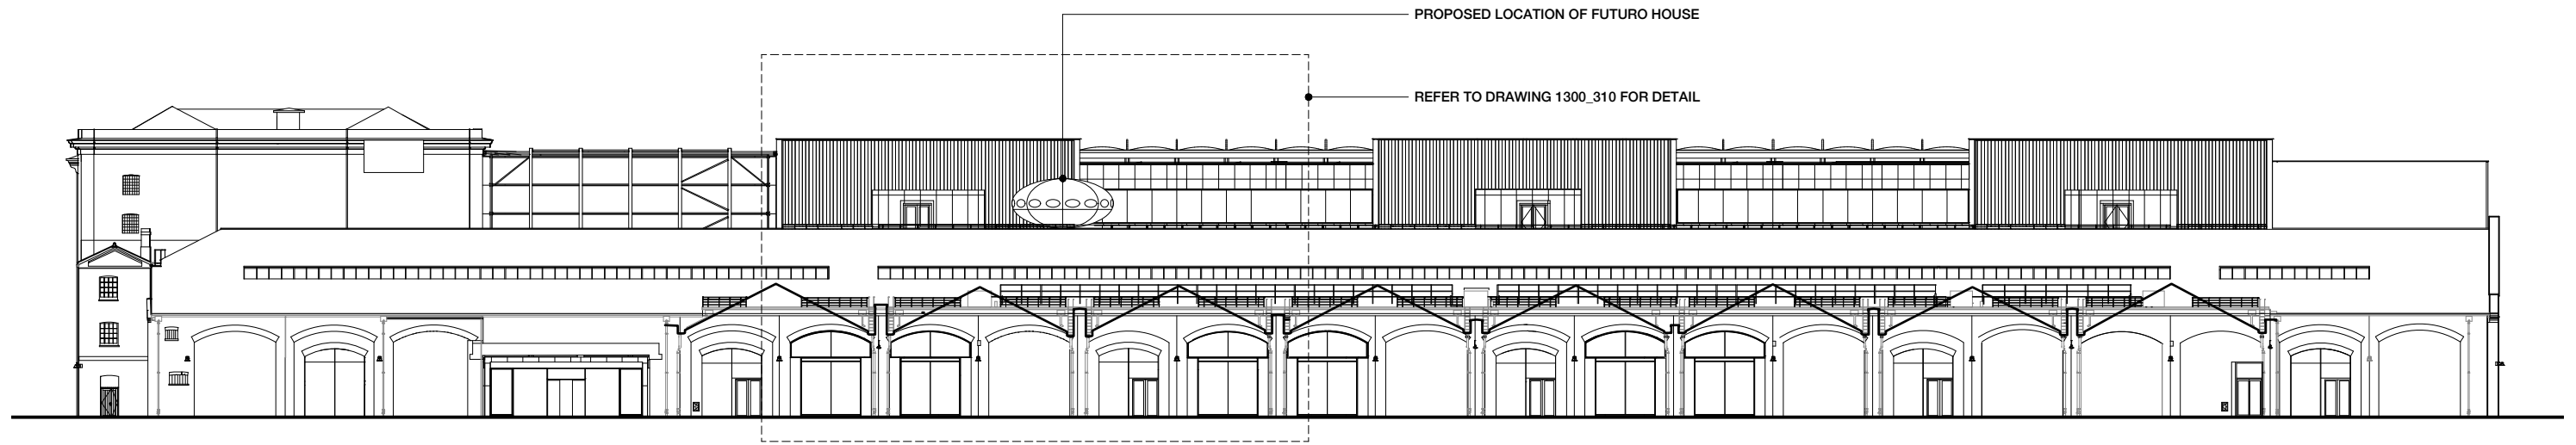 PROPOSED LOCATION OF FUTURO HOUSE
REFER TO DRAWING 1300_310 FOR DETAIL